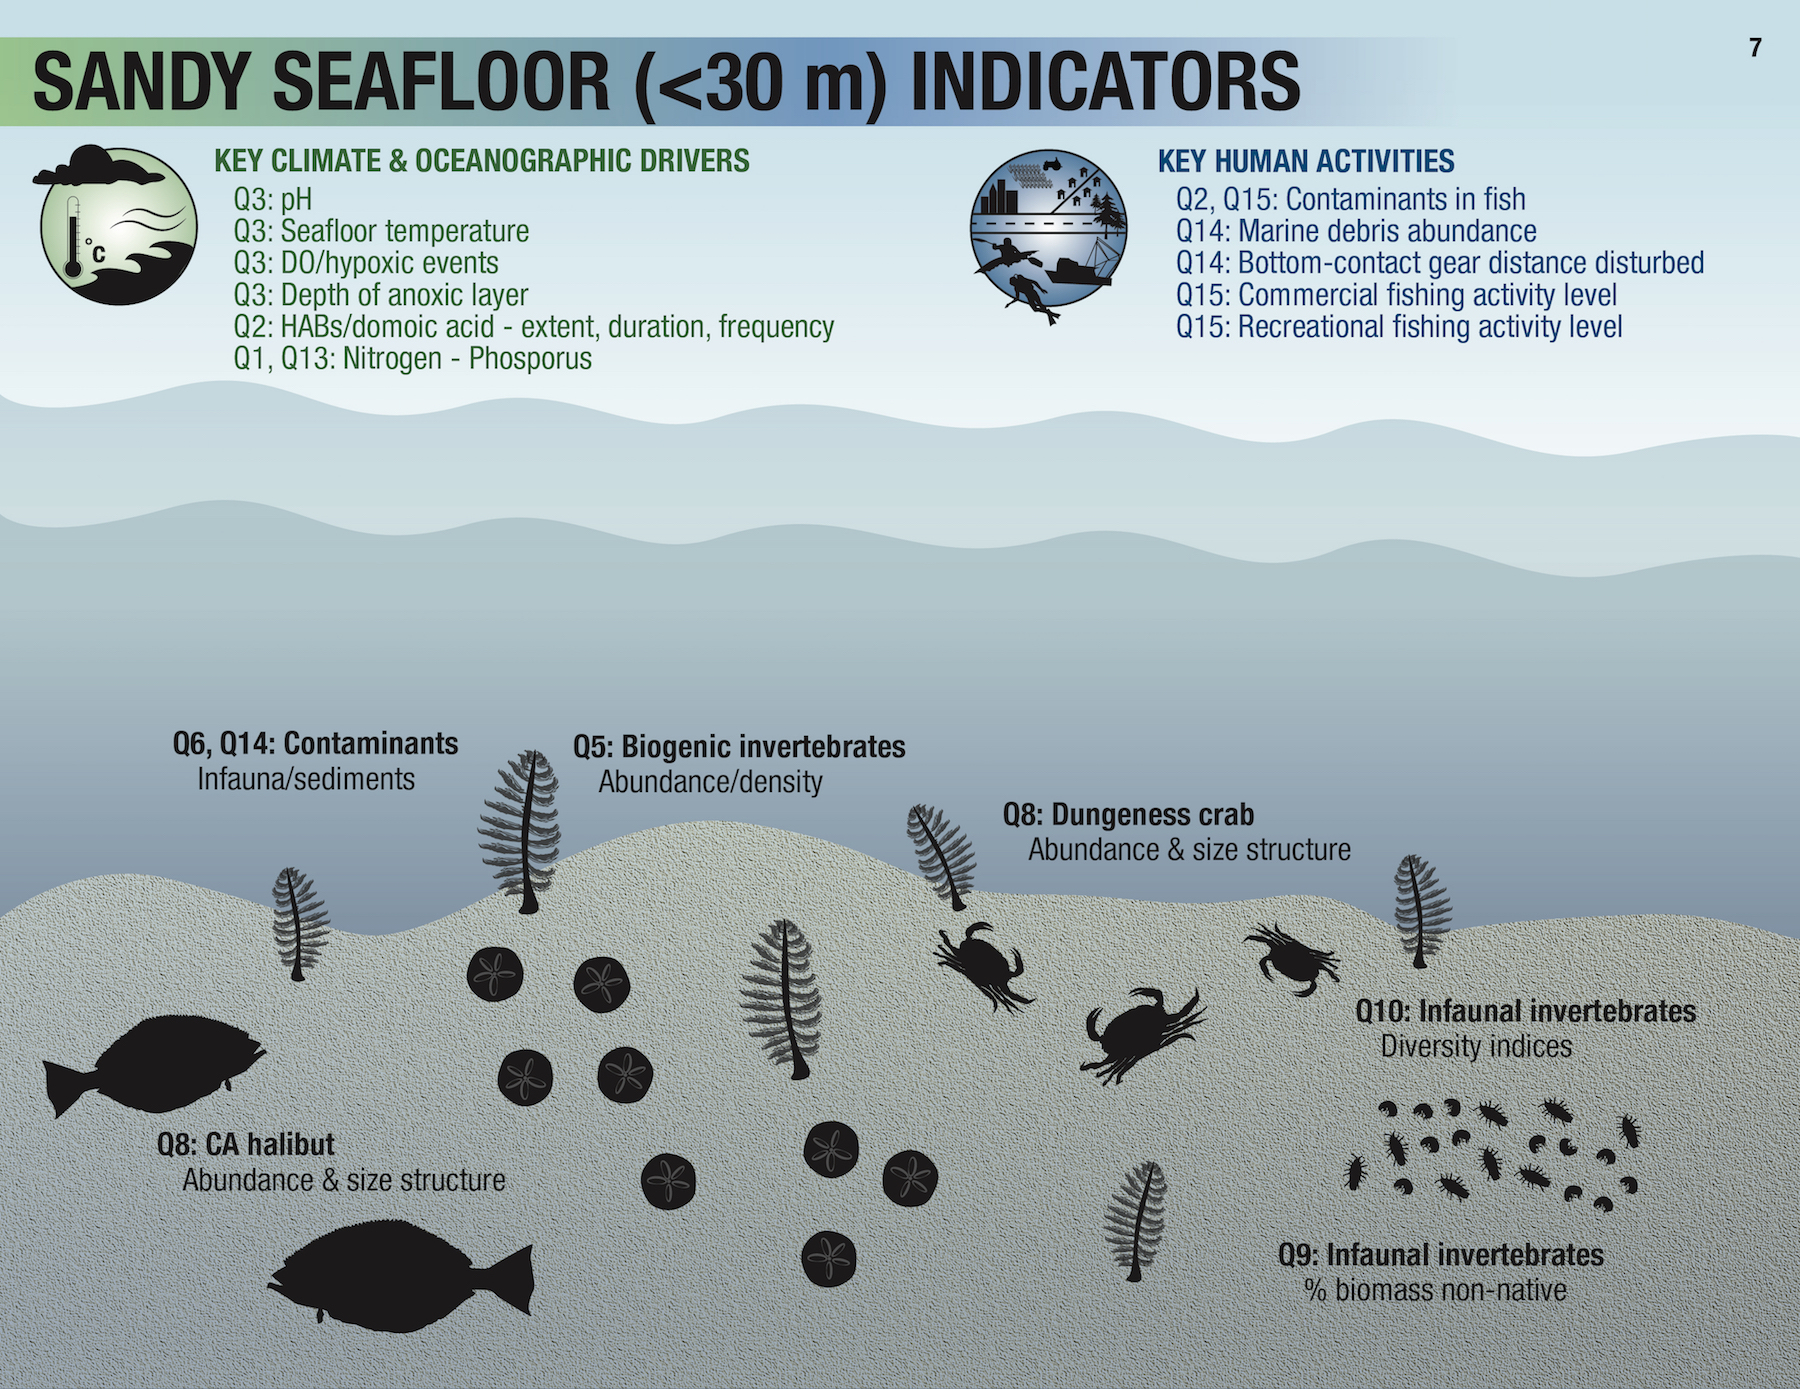 7
SANDY SEAFLOOR (<30 m) INDICATORS
KEY CLIMATE & OCEANOGRAPHIC DRIVERS
Q3: pH
Q3: Seafloor temperature
Q3: DO/hypoxic events
Q3: Depth of anoxic layer
Q2: HABs/domoic acid - extent, duration, frequency
Q1, Q13: Nitrogen - Phosporus
°C
KEY HUMAN ACTIVITIES
Q2, Q15: Contaminants in fish
Q14: Marine debris abundance
Q14: Bottom-contact gear distance disturbed
Q15: Commercial fishing activity level
Q15: Recreational fishing activity level
Q6, Q14: Contaminants
Infauna/sediments
Q5: Biogenic invertebrates
Abundance/density
Q8: Dungeness crab
Abundance & size structure
Q10: Infaunal invertebrates
Diversity indices
Q8: CA halibut
Abundance & size structure
Q9: Infaunal invertebrates
% biomass non-native